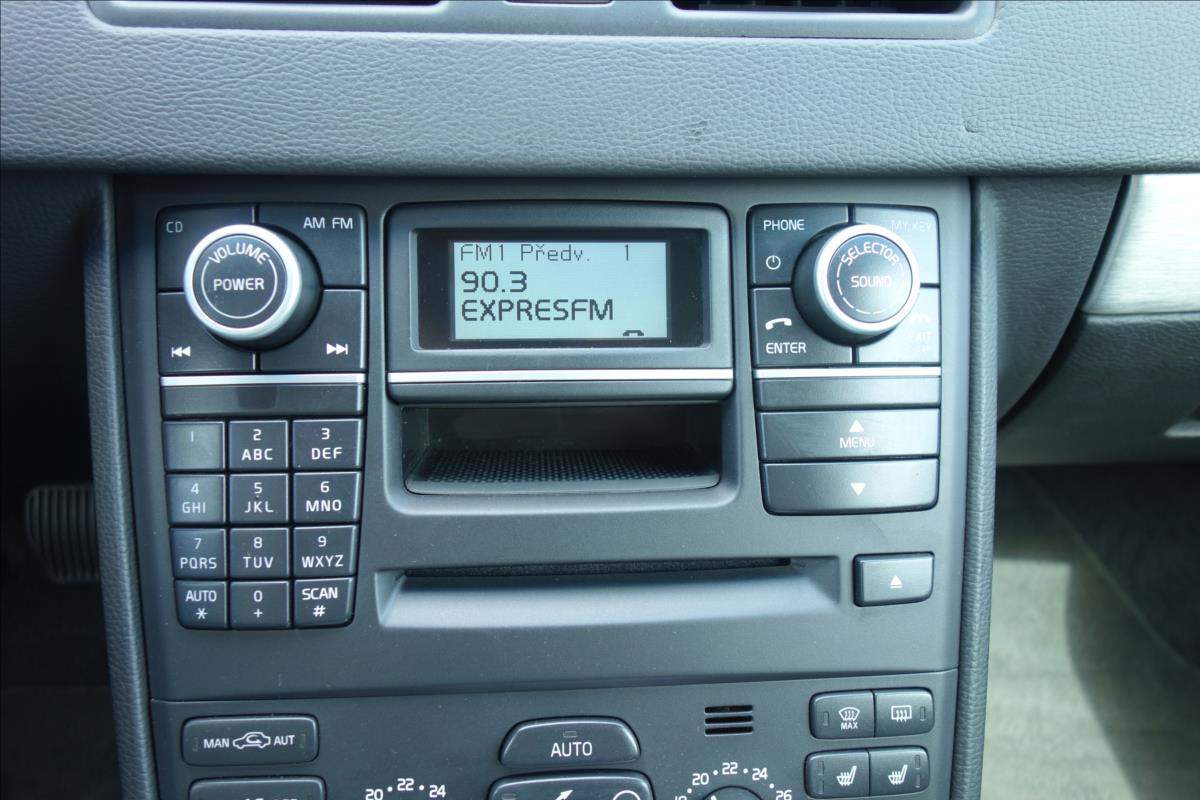 CD
AM FM
VOLUME
POWER
FM1 Předv. 1
90.3
EXPRESFM
PHONE
MY KEY
SELECTOR
SOUND
ENTER
EXIT
MENU
1
2
ABC
3
DEF
4
GHI
5
JKL
6
MNO
7
PQRS
8
TUV
9
WXYZ
AUTO
*
0
+
SCAN
#
MAN AUT
AUTO
MAX
20 22 24
20 22 24
26